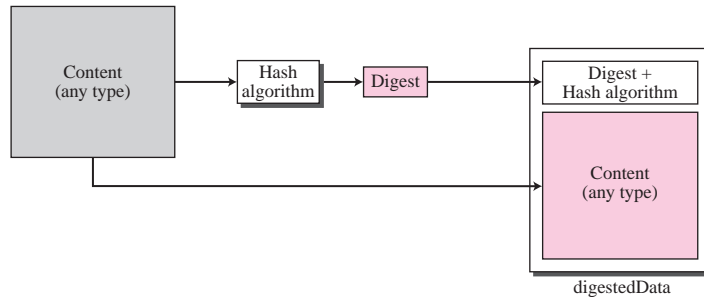 Content
(any type)
Hash
algorithm
Digest
Digest +
Hash algorithm
Content
(any type)
digestedData